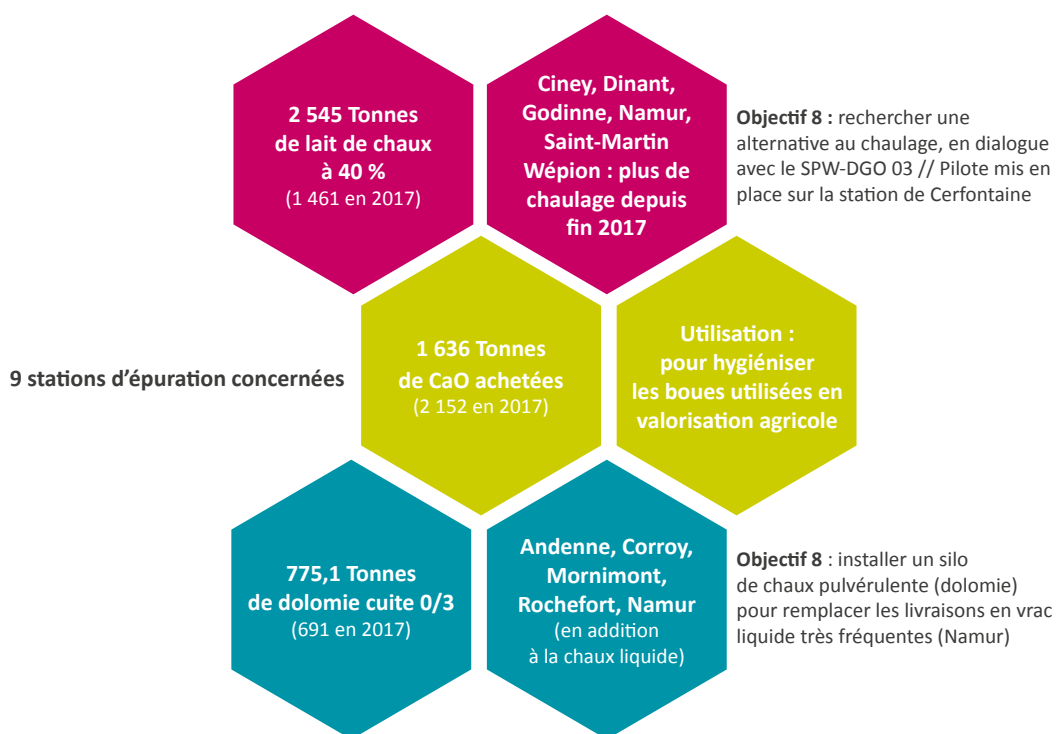 2 545 Tonnes
de lait de chaux
à 40 %
(1 461 en 2017)
Ciney, Dinant,
Godinne, Namur,
Saint-Martin
Wépion : plus de
chaulage depuis
fin 2017
Objectif 8 : rechercher une
alternative au chaulage, en dialogue
avec le SPW-DGO 03 // Pilote mis en
place sur la station de Cerfontaine
9 stations d’épuration concernées
1 636 Tonnes
de CaO achetées
(2 152 en 2017)
Utilisation :
pour hygiéniser
les boues utilisées en
valorisation agricole
775,1 Tonnes
de dolomie cuite 0/3
(691 en 2017)
Andenne, Corroy,
Mornimont,
Rochefort, Namur
(en addition
à la chaux liquide)
Objectif 8 : installer un silo
de chaux pulvérulente (dolomie)
pour remplacer les livraisons en vrac
liquide très fréquentes (Namur)